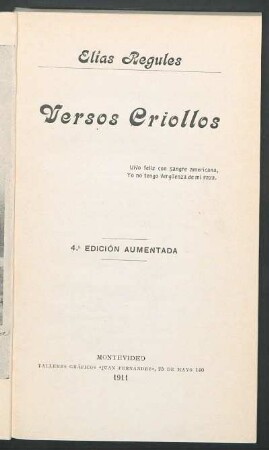 Elías Regules
Versos Criollos
Vivo feliz con sangre americana,
Yo no tengo vergüenza de mi raza.
4.ª EDICIÓN AUMENTADA
MONTEVIDEO
TALLERES GRÁFICOS "JUAN FERNÁNDEZ", 25 DE MAYO
1911